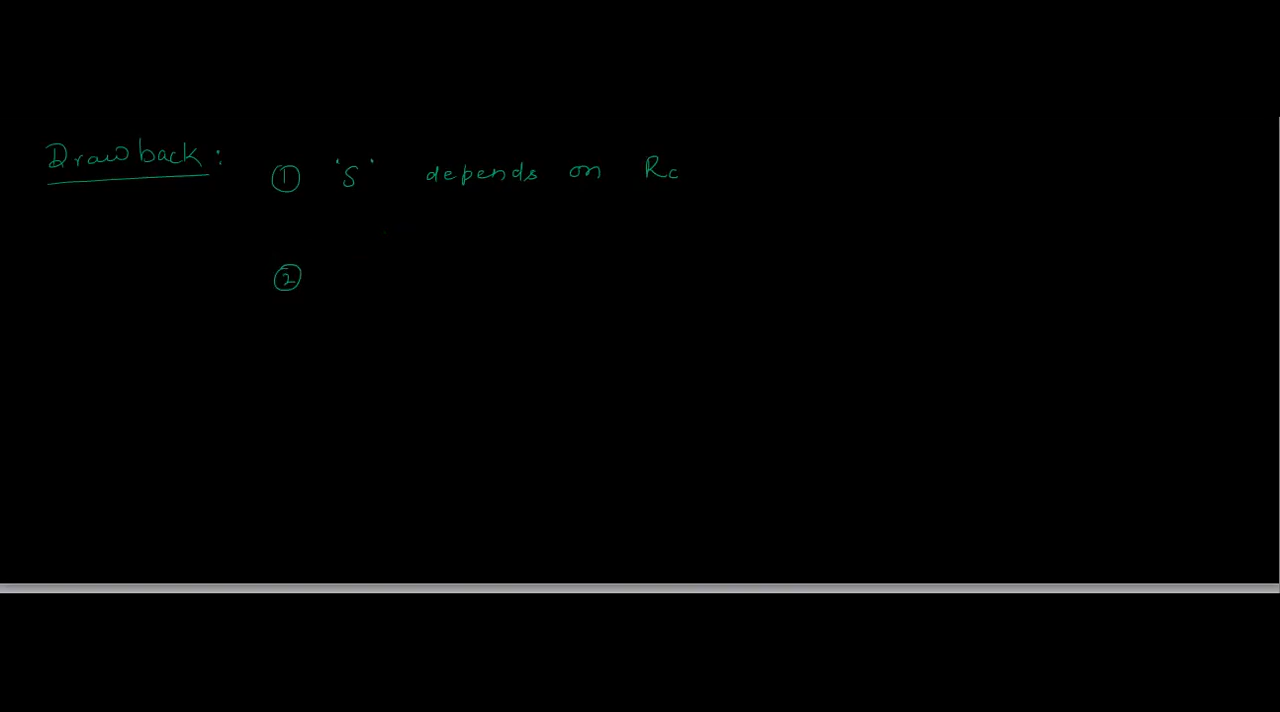 Drawback : ① 'S' depends on Rc
②